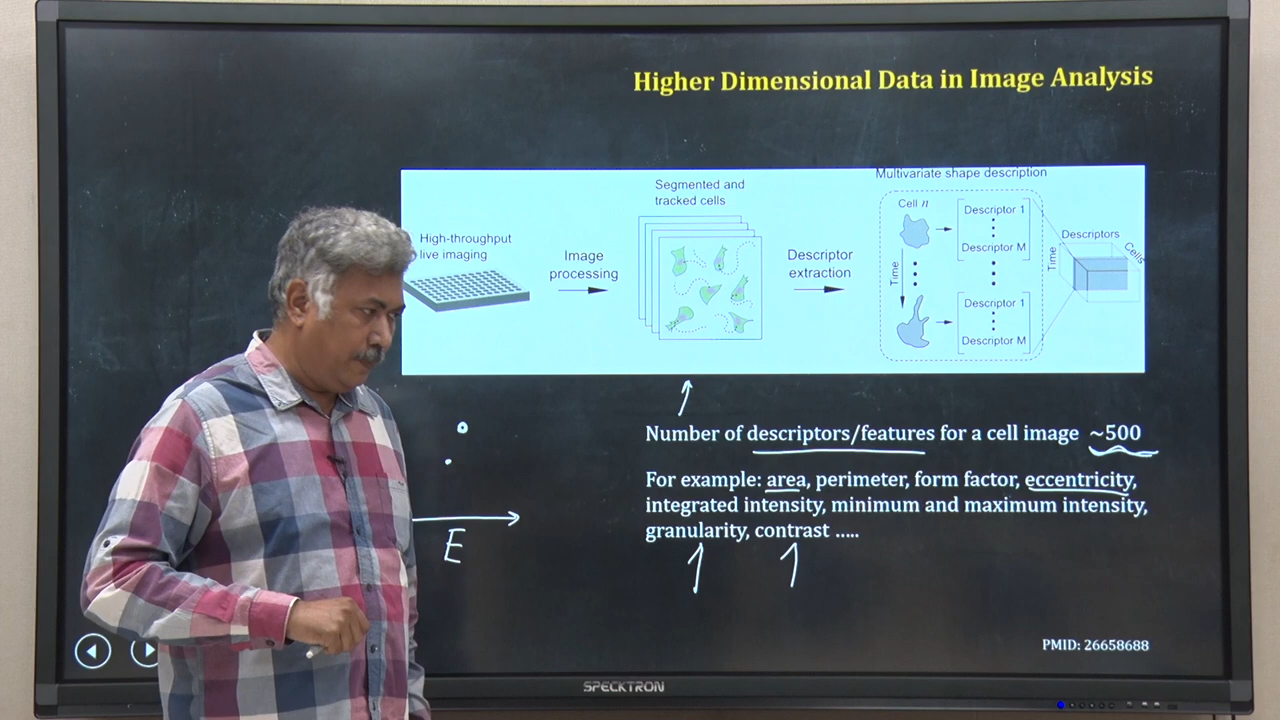 Higher Dimensional Data in Image Analysis
Multivariate shape description
Segmented and
tracked cells
High-throughput
live imaging
Image
processing
Descriptor
extraction
Cell n
Time
Descriptor 1
Descriptor M
Descriptor 1
Descriptor M
Time
Descriptors
Cells
Number of descriptors/features for a cell image ~500
For example: area, perimeter, form factor, eccentricity,
integrated intensity, minimum and maximum intensity,
granularity, contrast .....
E
PMID: 26658688
SPECKTRON